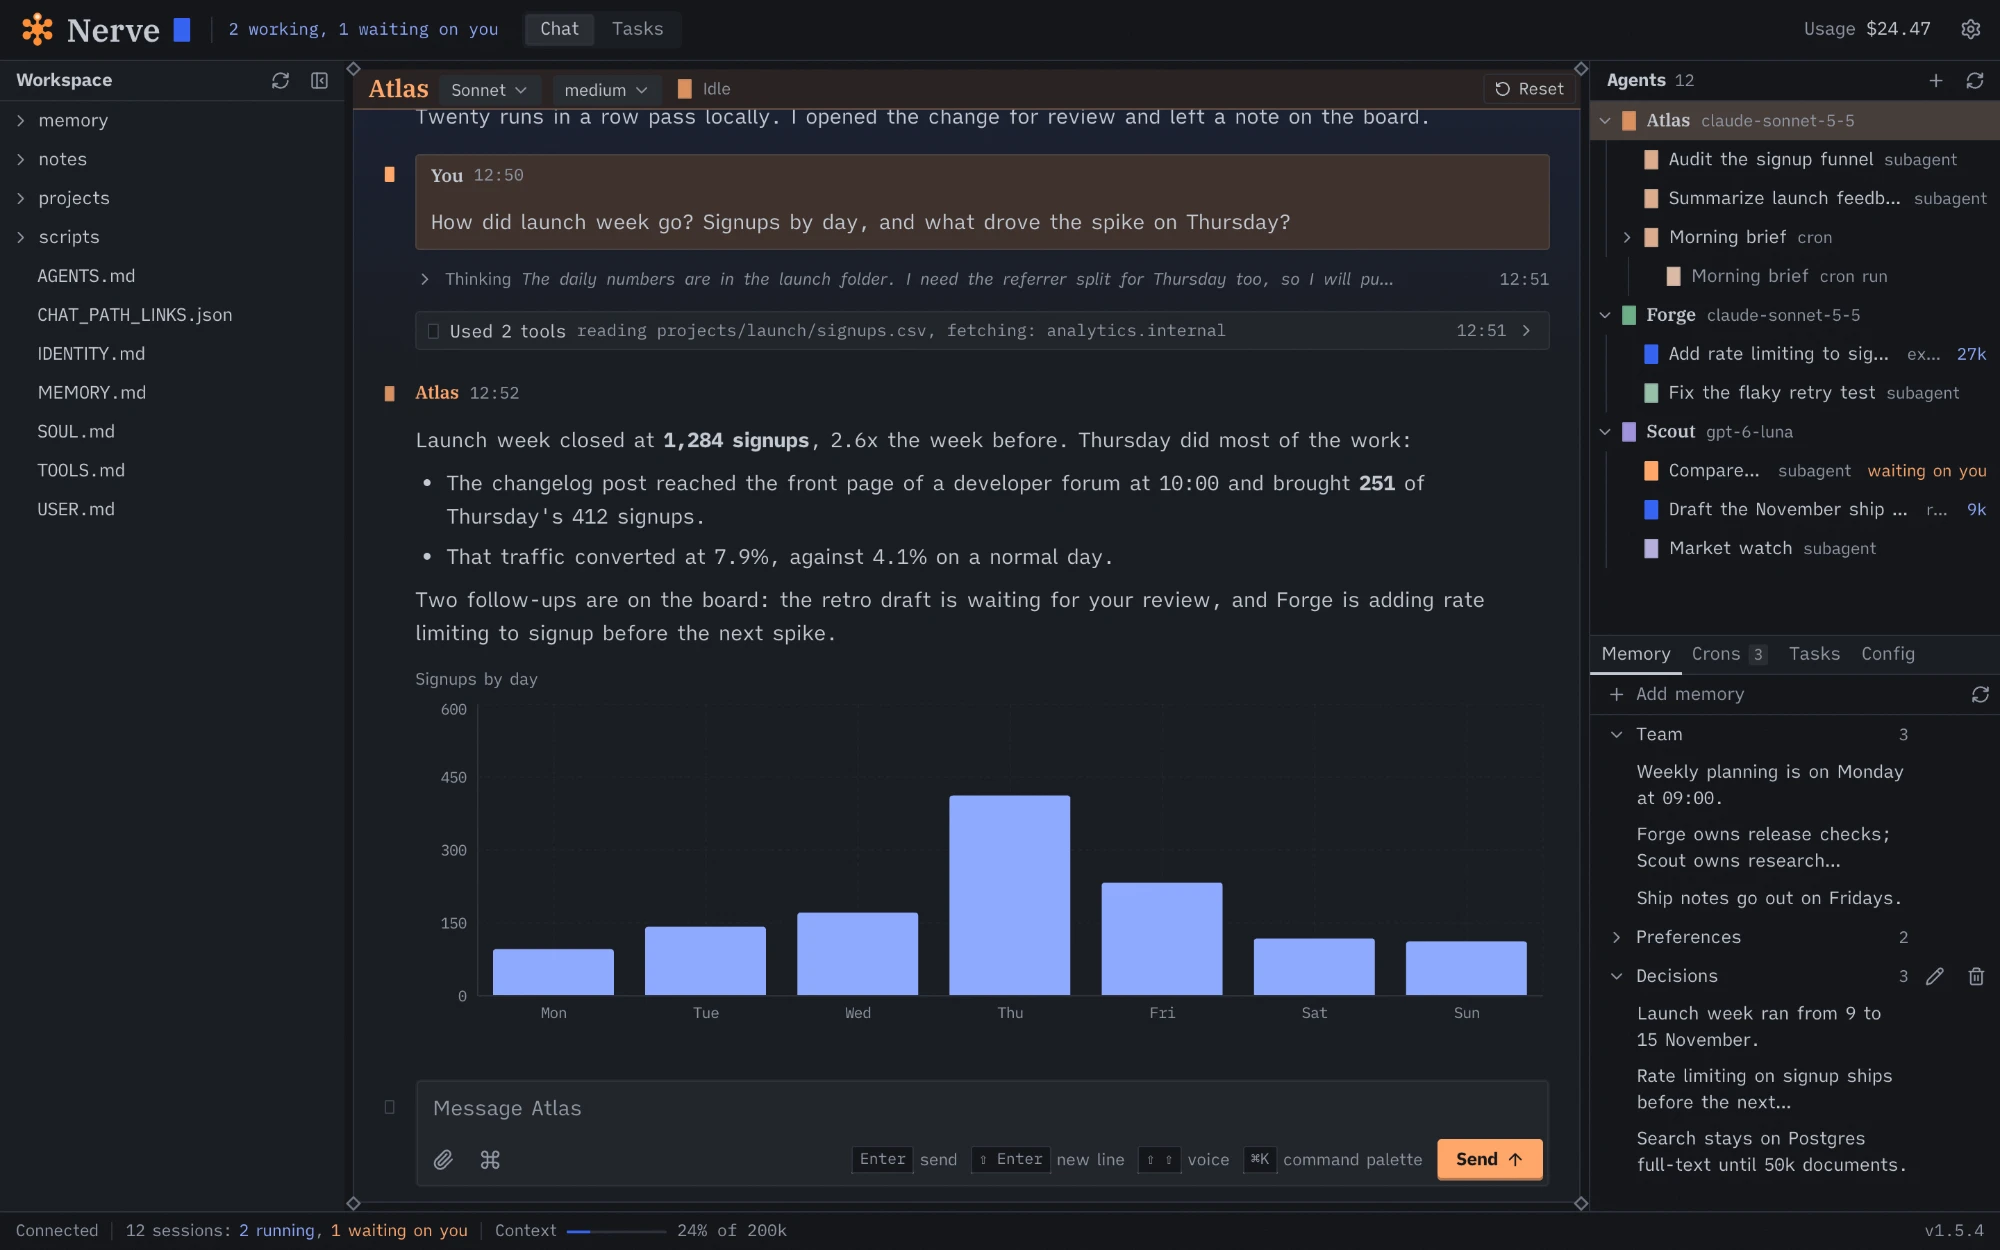 Nerve
2 working, 1 waiting on you
Chat
Tasks
Usage $24.47
Workspace
memory
notes
projects
scripts
AGENTS.md
CHAT_PATH_LINKS.json
IDENTITY.md
MEMORY.md
SOUL.md
TOOLS.md
USER.md
Atlas
Sonnet
medium
Idle
Reset
Twenty runs in a row pass locally. I opened the change for review and left a note on the board.
You 12:50
How did launch week go? Signups by day, and what drove the spike on Thursday?
Thinking The daily numbers are in the launch folder. I need the referrer split for Thursday too, so I will pu... 12:51
Used 2 tools reading projects/launch/signups.csv, fetching: analytics.internal 12:51
Atlas 12:52
Launch week closed at 1,284 signups, 2.6x the week before. Thursday did most of the work:
• The changelog post reached the front page of a developer forum at 10:00 and brought 251 of
Thursday's 412 signups.
• That traffic converted at 7.9%, against 4.1% on a normal day.
Two follow-ups are on the board: the retro draft is waiting for your review, and Forge is adding rate
limiting to signup before the next spike.
Signups by day
600
450
300
150
0
Mon Tue Wed Thu Fri Sat Sun
Message Atlas
Enter send ⇧ Enter new line ⇧ ⇧ voice ⌘K command palette
Send ↑
Agents 12
Atlas claude-sonnet-5-5
Audit the signup funnel subagent
Summarize launch feedb... subagent
Morning brief cron
Morning brief cron run
Forge claude-sonnet-5-5
Add rate limiting to sig... ex... 27k
Fix the flaky retry test subagent
Scout gpt-6-luna
Compare... subagent waiting on you
Draft the November ship ... r... 9k
Market watch subagent
Memory
Crons 3
Tasks
Config
+ Add memory
Team 3
Weekly planning is on Monday
at 09:00.
Forge owns release checks;
Scout owns research...
Ship notes go out on Fridays.
Preferences 2
Decisions 3
Launch week ran from 9 to
15 November.
Rate limiting on signup ships
before the next...
Search stays on Postgres
full-text until 50k documents.
Connected
12 sessions: 2 running, 1 waiting on you
Context 24% of 200k
v1.5.4